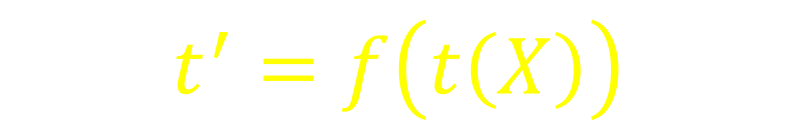 t′ = f(t(X))